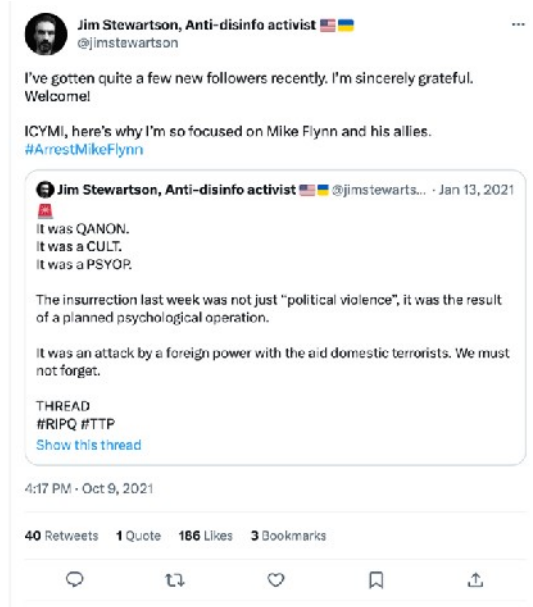 Jim Stewartson, Anti-disinfo activist 🇺🇸🇺🇦
@jimstewartson
I've gotten quite a few new followers recently. I'm sincerely grateful.
Welcome!
ICYMI, here's why I'm so focused on Mike Flynn and his allies.
#ArrestMikeFlynn
Jim Stewartson, Anti-disinfo activist 🇺🇸🇺🇦 @jimstewarts... · Jan 13, 2021
🚨
It was QANON.
It was a CULT.
It was a PSYOP.
The insurrection last week was not just "political violence", it was the result
of a planned psychological operation.
It was an attack by a foreign power with the aid domestic terrorists. We must
not forget.
THREAD
#RIPQ #TTP
Show this thread
4:17 PM · Oct 9, 2021
40 Retweets 1 Quote 186 Likes 3 Bookmarks